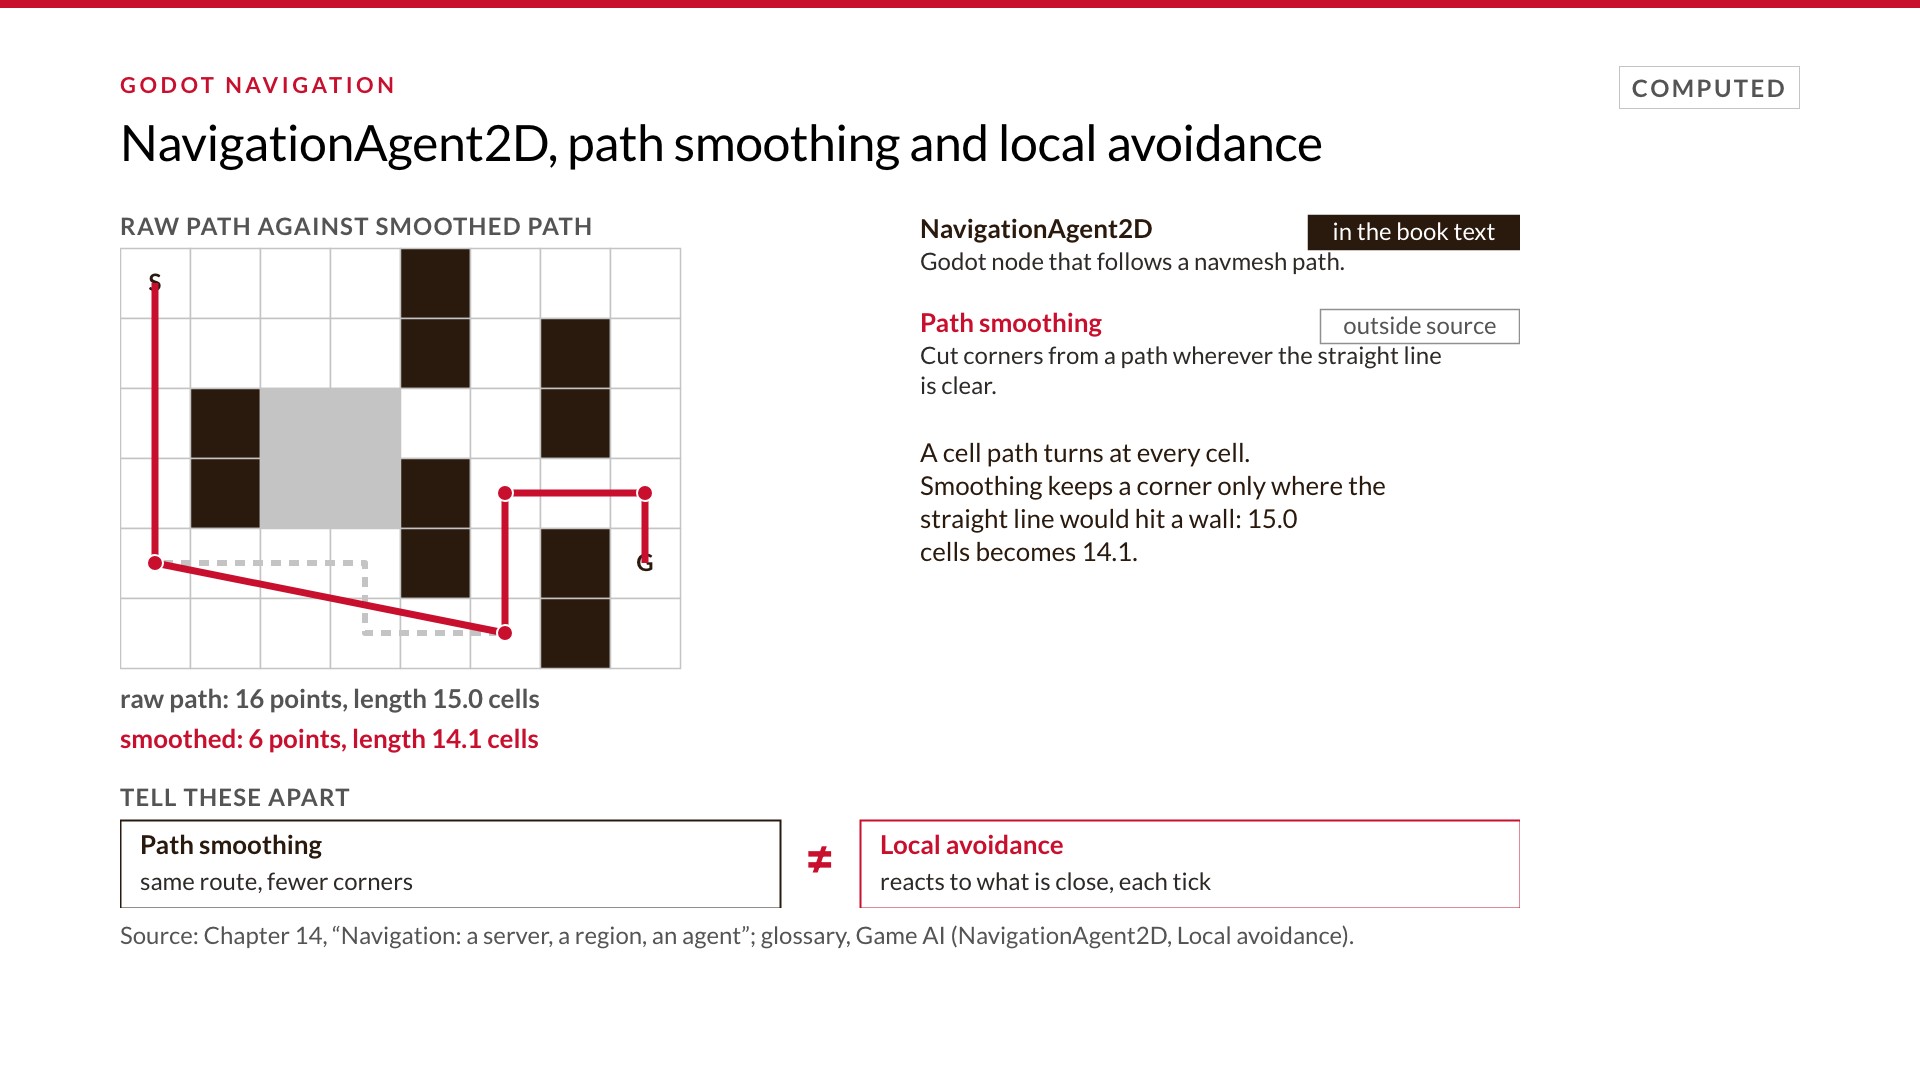 GODOT NAVIGATION
COMPUTED
NavigationAgent2D, path smoothing and local avoidance
RAW PATH AGAINST SMOOTHED PATH
S
G
raw path: 16 points, length 15.0 cells
smoothed: 6 points, length 14.1 cells
NavigationAgent2D
in the book text
Godot node that follows a navmesh path.
Path smoothing
outside source
Cut corners from a path wherever the straight line
is clear.
A cell path turns at every cell.
Smoothing keeps a corner only where the
straight line would hit a wall: 15.0
cells becomes 14.1.
TELL THESE APART
Path smoothing
same route, fewer corners
≠
Local avoidance
reacts to what is close, each tick
Source: Chapter 14, “Navigation: a server, a region, an agent”; glossary, Game AI (NavigationAgent2D, Local avoidance).